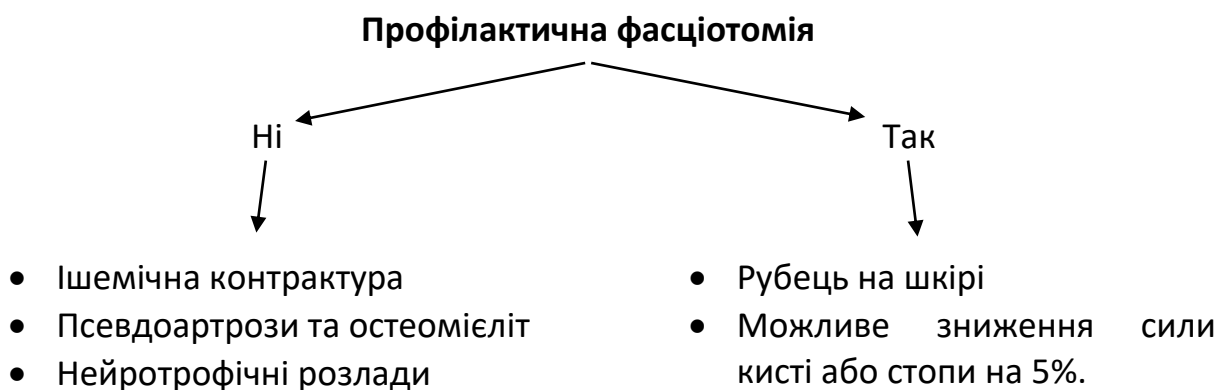 Профілактична фасціотомія
Ні
Так
• Ішемічна контрактура
• Псевдоартрози та остеомієліт
• Нейротрофічні розлади
• Рубець на шкірі
• Можливе зниження сили
кисті або стопи на 5%.